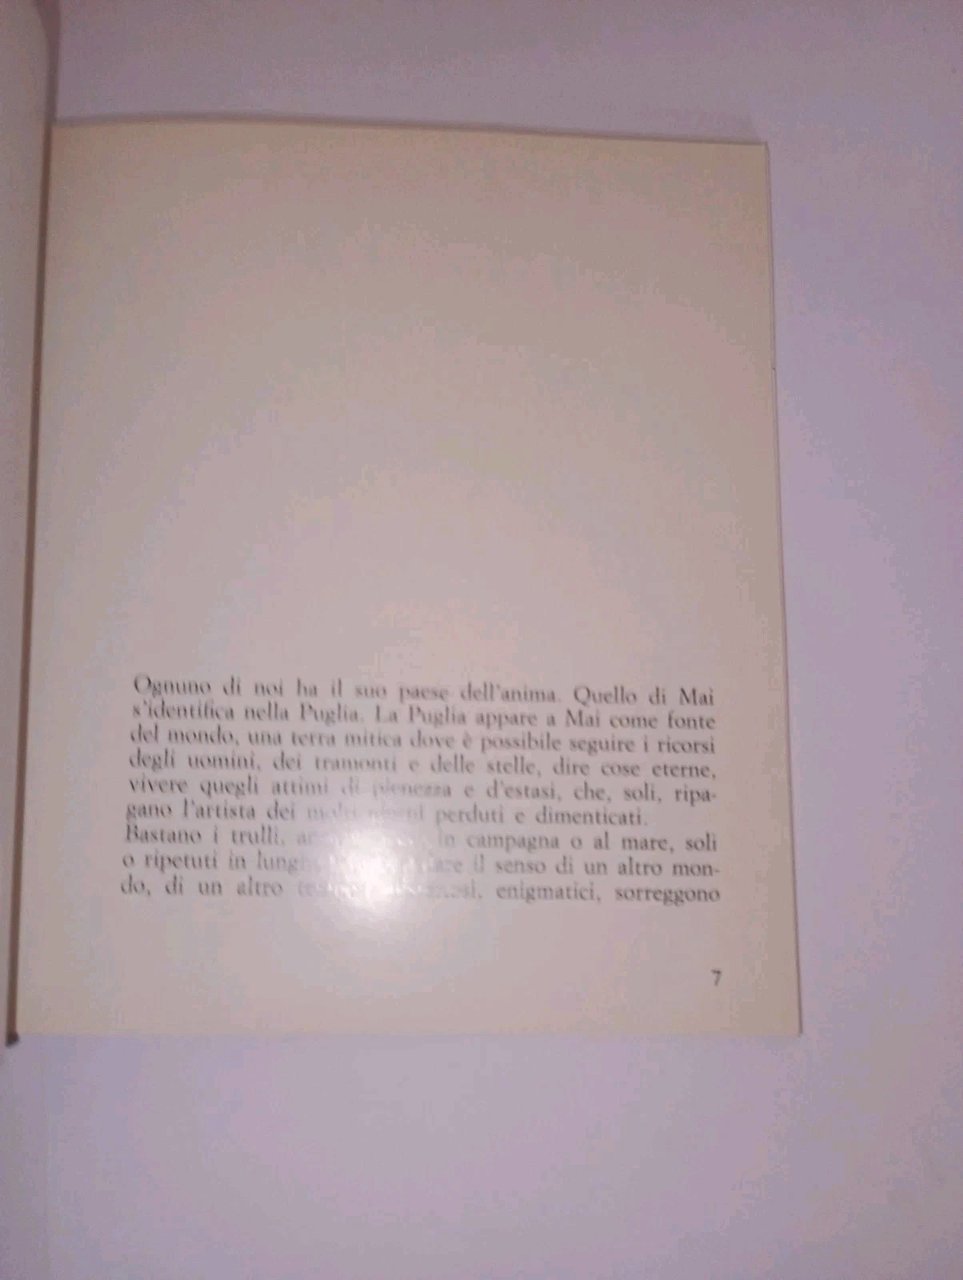 Ognuno di noi ha il suo paese dell'anima. Quello di Mai
s'identifica nella Puglia. La Puglia appare a Mai come fonte
del mondo, una terra mitica dove è possibile seguire i ricorsi
degli uomini, dei tramonti e delle stelle, dire cose eterne,
vivere quegli attimi di pienezza e d'estasi, che, soli, ripa-
gano l'artista dei molti giorni perduti e dimenticati.
Bastano i trulli, in campagna o al mare, soli
o ripetuti in il senso di un altro mon-
do, di un altro enigmatici, sorreggono
7